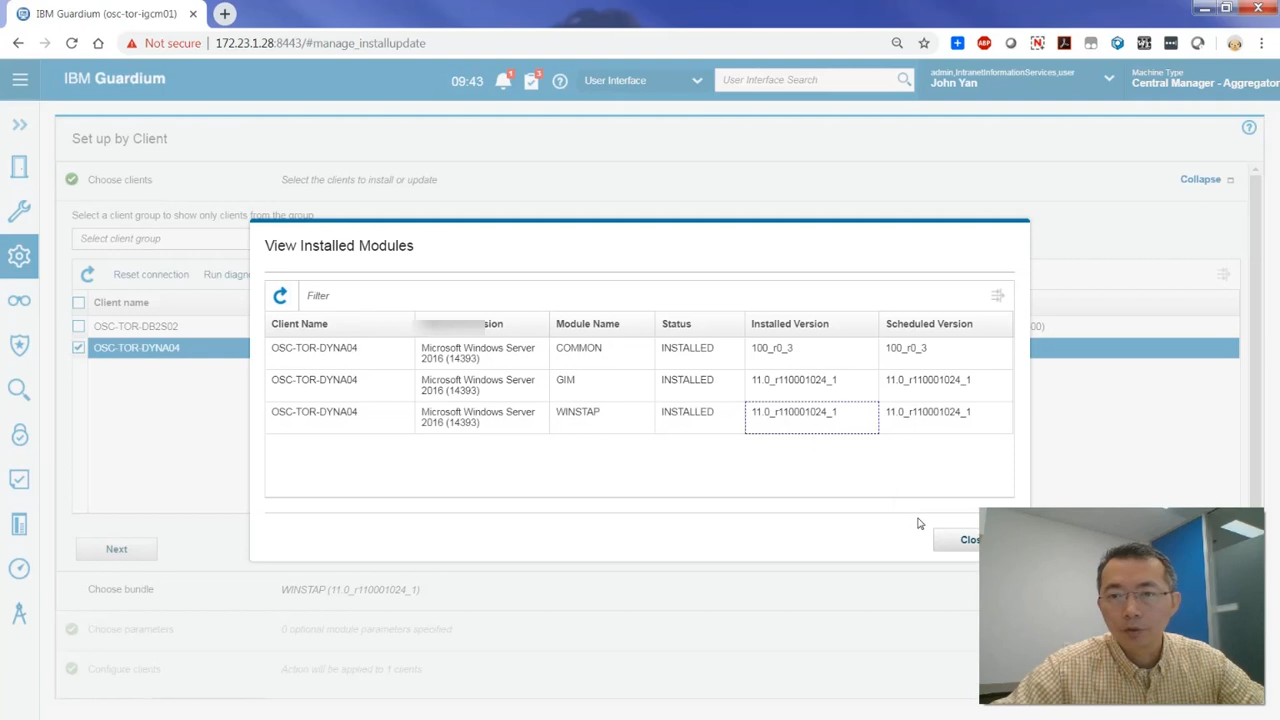 IBM Guardium (osc-tor-igcm01)
Not secure
172.23.1.28:8443/#manage_installupdate
IBM Guardium
09:43
1
3
User Interface
User Interface Search
admin,IntranetInformationServices,user
John Yan
Machine Type
Central Manager - Aggregator
Set up by Client
Choose clients
Select the clients to install or update
Collapse
Select a client group to show only clients from the group
Select client group
Reset connection
Run diagn
Client name
OSC-TOR-DB2S02
OSC-TOR-DYNA04
View Installed Modules
Filter
Client Name
sion
Module Name
Status
Installed Version
Scheduled Version
OSC-TOR-DYNA04
Microsoft Windows Server
2016 (14393)
COMMON
INSTALLED
100_r0_3
100_r0_3
OSC-TOR-DYNA04
Microsoft Windows Server
2016 (14393)
GIM
INSTALLED
11.0_r110001024_1
11.0_r110001024_1
OSC-TOR-DYNA04
Microsoft Windows Server
2016 (14393)
WINSTAP
INSTALLED
11.0_r110001024_1
11.0_r110001024_1
Clos
Next
Choose bundle
WINSTAP (11.0_r110001024_1)
Choose parameters
0 optional module parameters specified
Configure clients
Action will be applied to 1 clients